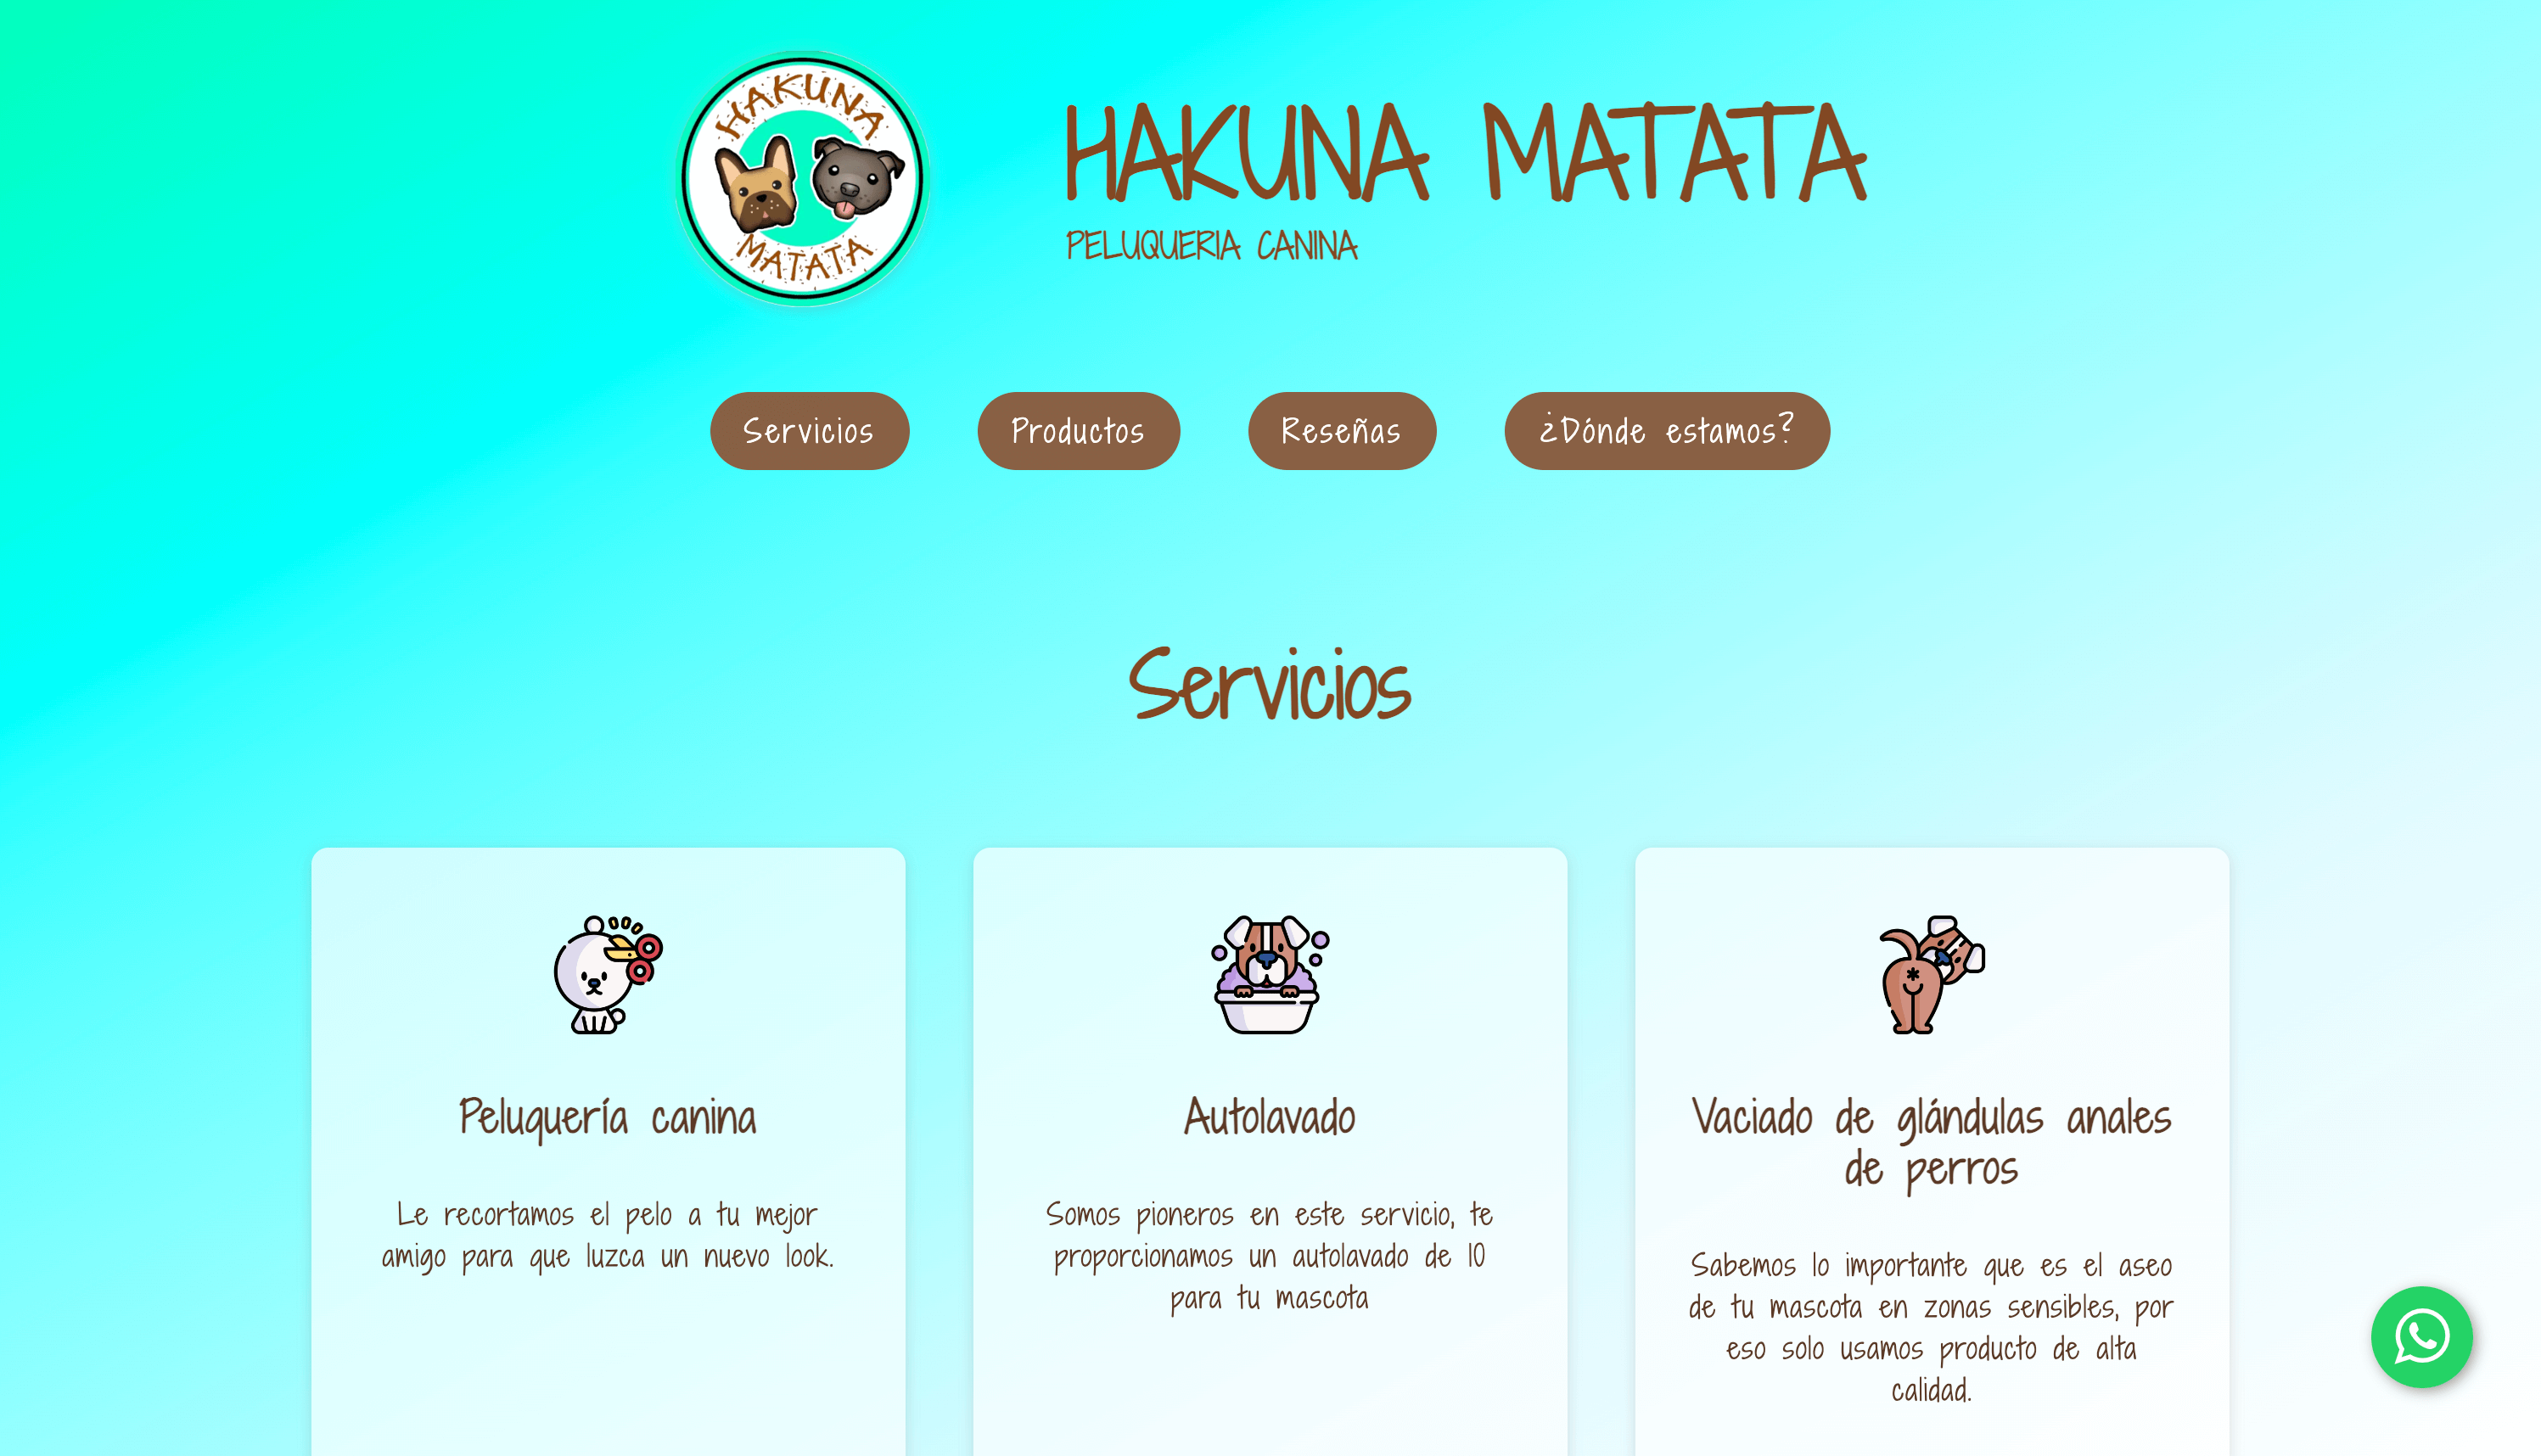 HAKUNA
MATATA
HAKUNA MATATA
PELUQUERIA CANINA
Servicios
Productos
Reseñas
¿Dónde estamos?
Servicios
Peluquería canina
Le recortamos el pelo a tu mejor
amigo para que luzca un nuevo look.
Autolavado
Somos pioneros en este servicio, te
proporcionamos un autolavado de 10
para tu mascota
Vaciado de glándulas anales
de perros
Sabemos lo importante que es el aseo
de tu mascota en zonas sensibles, por
eso solo usamos producto de alta
calidad.